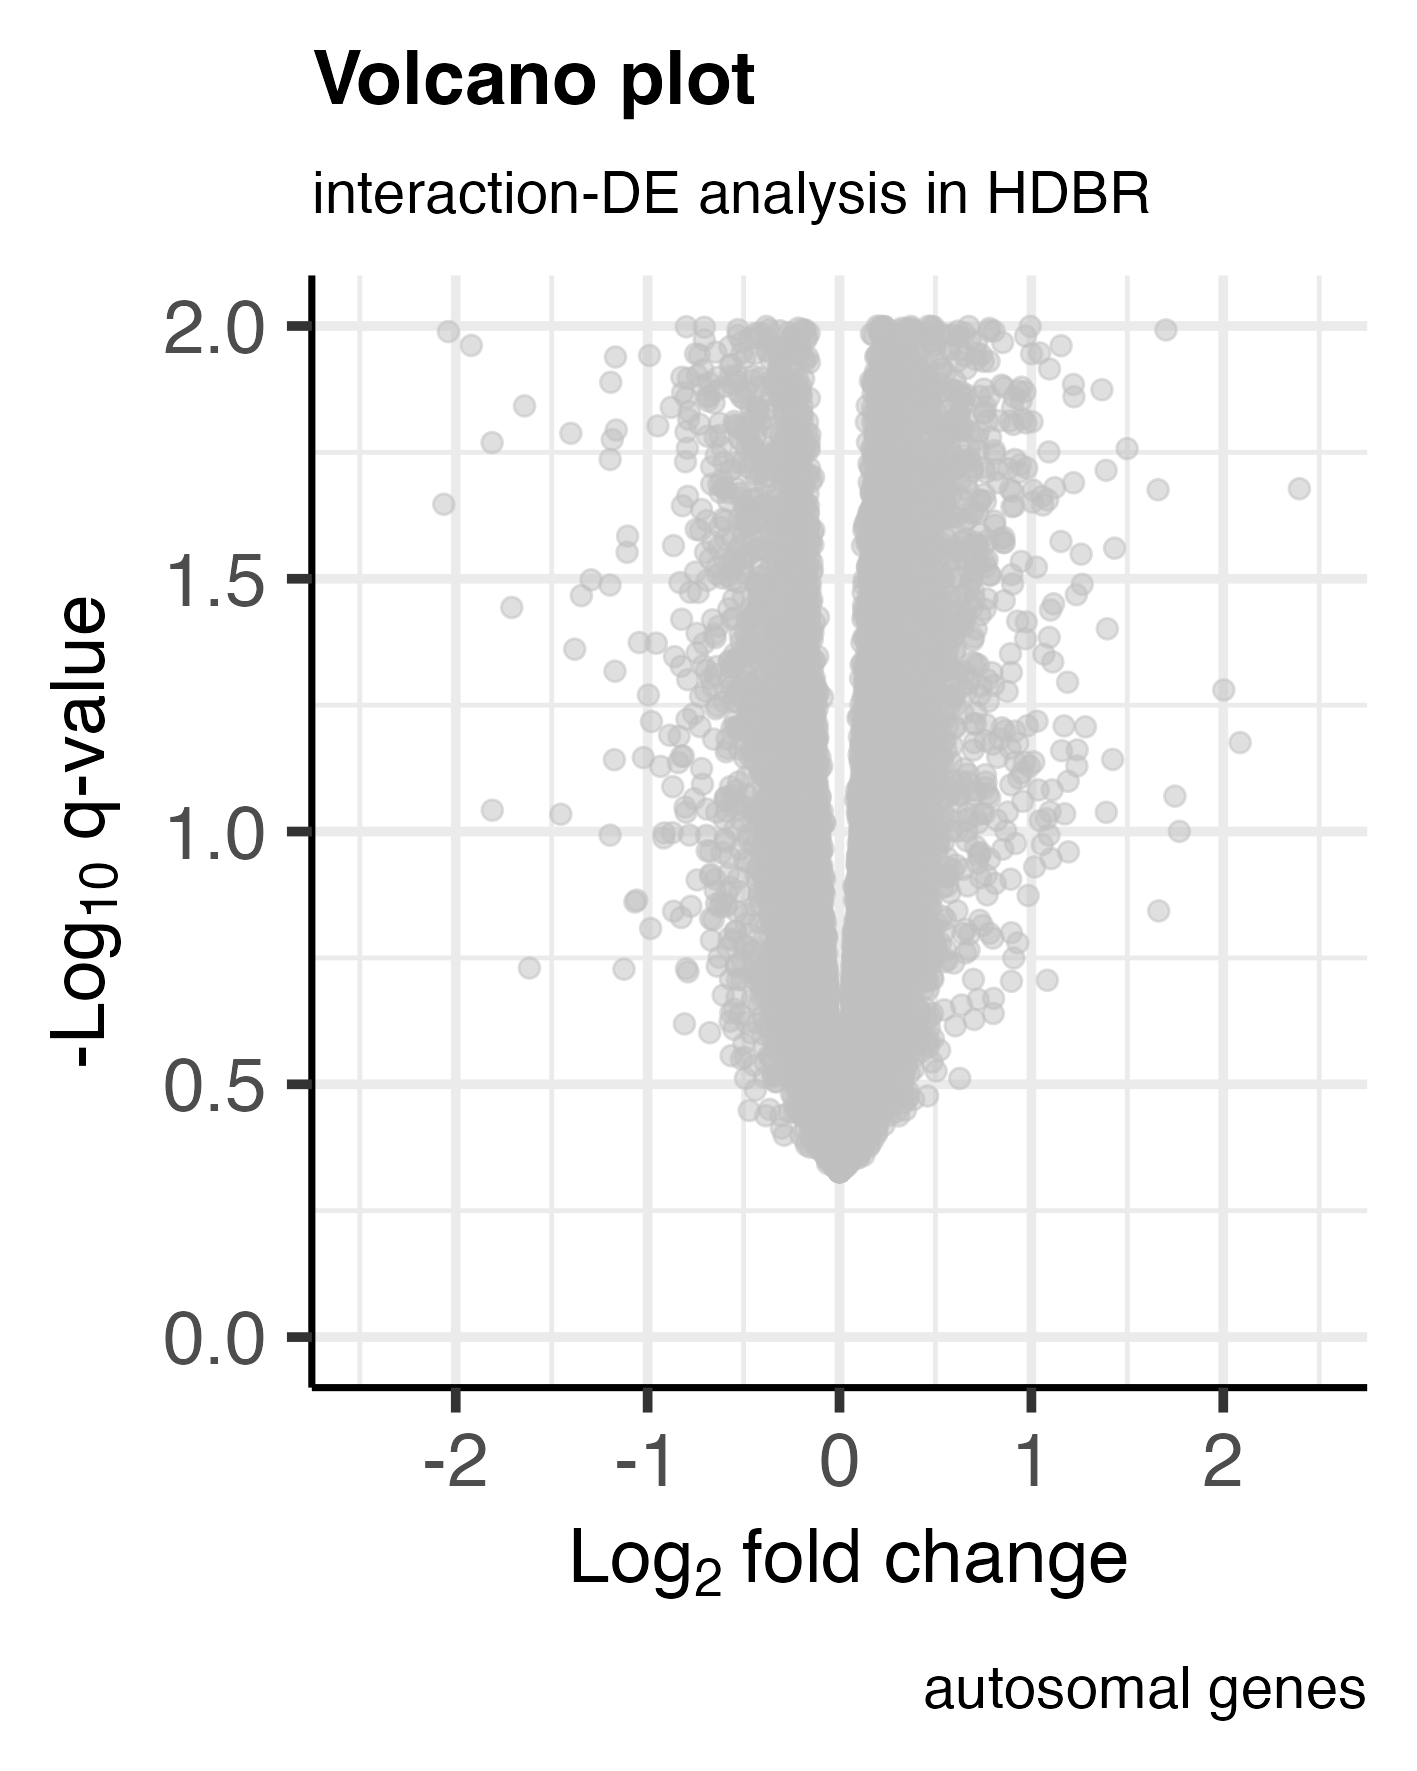 Volcano plot
interaction-DE analysis in HDBR
-Log10 q-value
2.0
1.5
1.0
0.5
0.0
-2 -1 0 1 2
Log2 fold change
autosomal genes